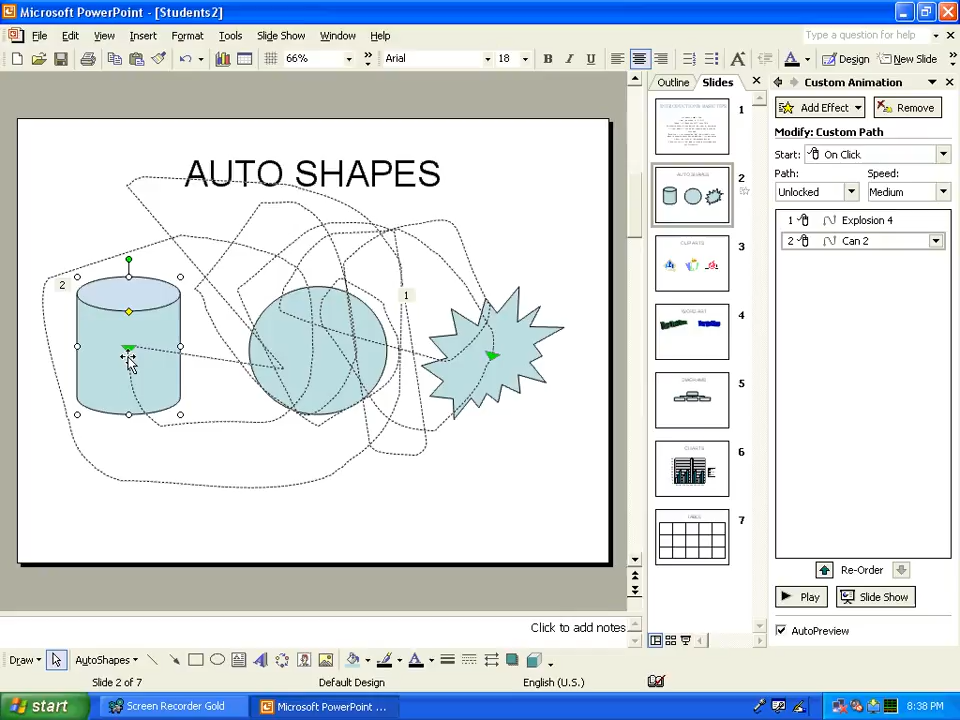 Microsoft PowerPoint - [Students2]
File Edit View Insert Format Tools Slide Show Window Help
Type a question for help
66% Arial 18 B I U A A Design New Slide
Outline Slides
Custom Animation
Add Effect Remove
Modify: Custom Path
Start: On Click
Path: Speed:
Unlocked Medium
1 Explosion 4
2 Can 2
AUTO SHAPES
2
1
1
AUTO SHAPES
2
3
4
5
6
7
Re-Order
Play Slide Show
AutoPreview
Click to add notes
Draw AutoShapes A A
Slide 2 of 7 Default Design English (U.S.)
start Screen Recorder Gold Microsoft PowerPoint ... 8:38 PM